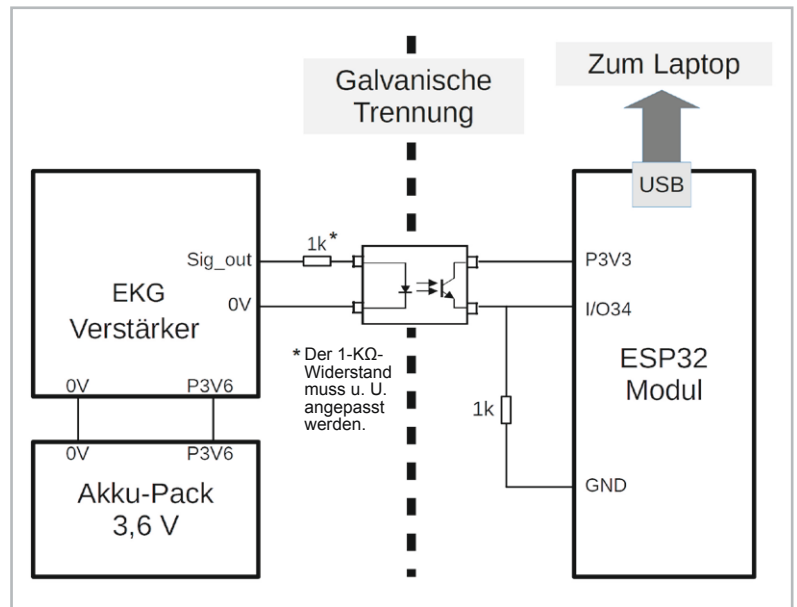 Galvanische
Trennung
Zum Laptop
USB
Sig_out
1k*
0V
EKG
Verstärker
0V
P3V6
P3V3
I/O34
ESP32
Modul
* Der 1-KΩ-
Widerstand
muss u. U.
angepasst
werden.
1k
GND
0V
P3V6
Akku-Pack
3,6 V